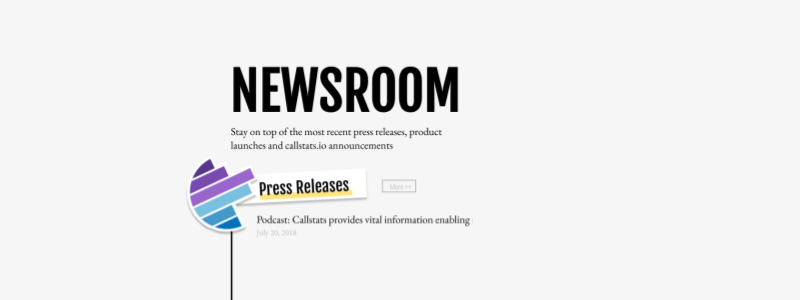 NEWSROOM
Stay on top of the most recent press releases, product
launches and callstats.io announcements
Press Releases
More >>
Podcast: Callstats provides vital information enabling
July 20, 2018